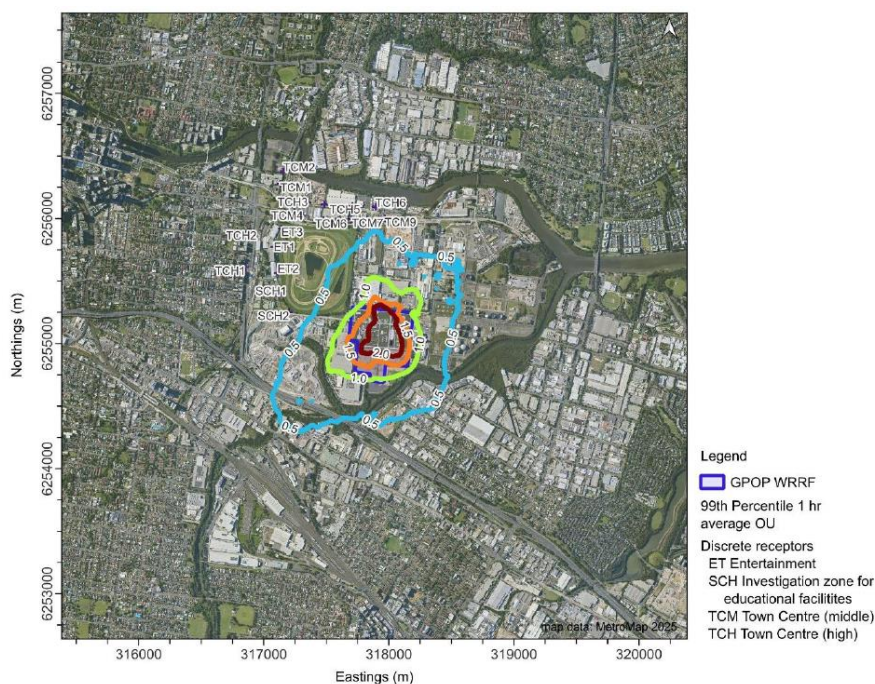 TCM2
TCM1
TCH3
TCH6
TCH5
TCM4
TCM6 TCM7 TCM9
TCH2
ET3
ET1
TCH1
ET2
SCH1
SCH2
0.5
0.5
0.5
0.5
0.5
0.5
0.5
1.0
1.0
1.0
1.5
1.5
2.0
map data: MetroMap 2025
Northings (m)
6257000
6256000
6255000
6254000
6253000
316000
317000
318000
319000
320000
Eastings (m)
Legend
GPOP WRRF
99th Percentile 1 hr
average OU
Discrete receptors
ET Entertainment
SCH Investigation zone for
educational facilitites
TCM Town Centre (middle)
TCH Town Centre (high)